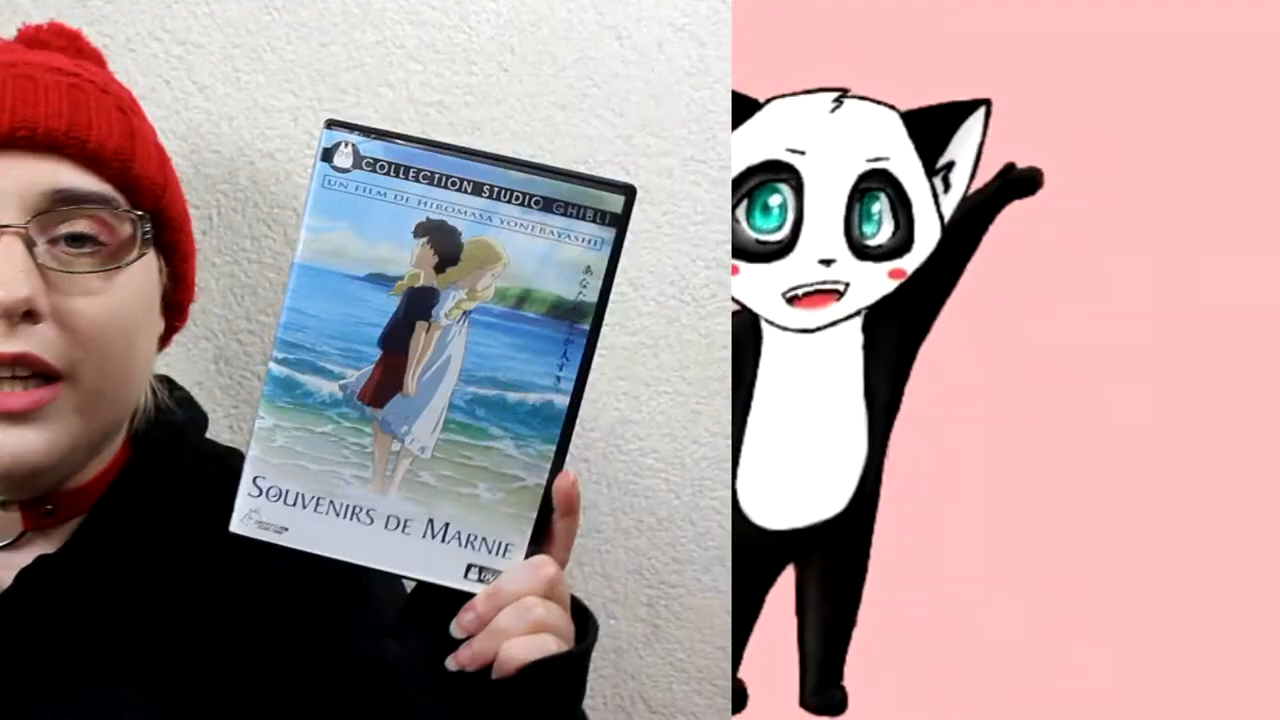 COLLECTION STUDIO GHIBLI
UN FILM DE HIROMASA YONEBAYASHI
SOUVENIRS DE MARNIE